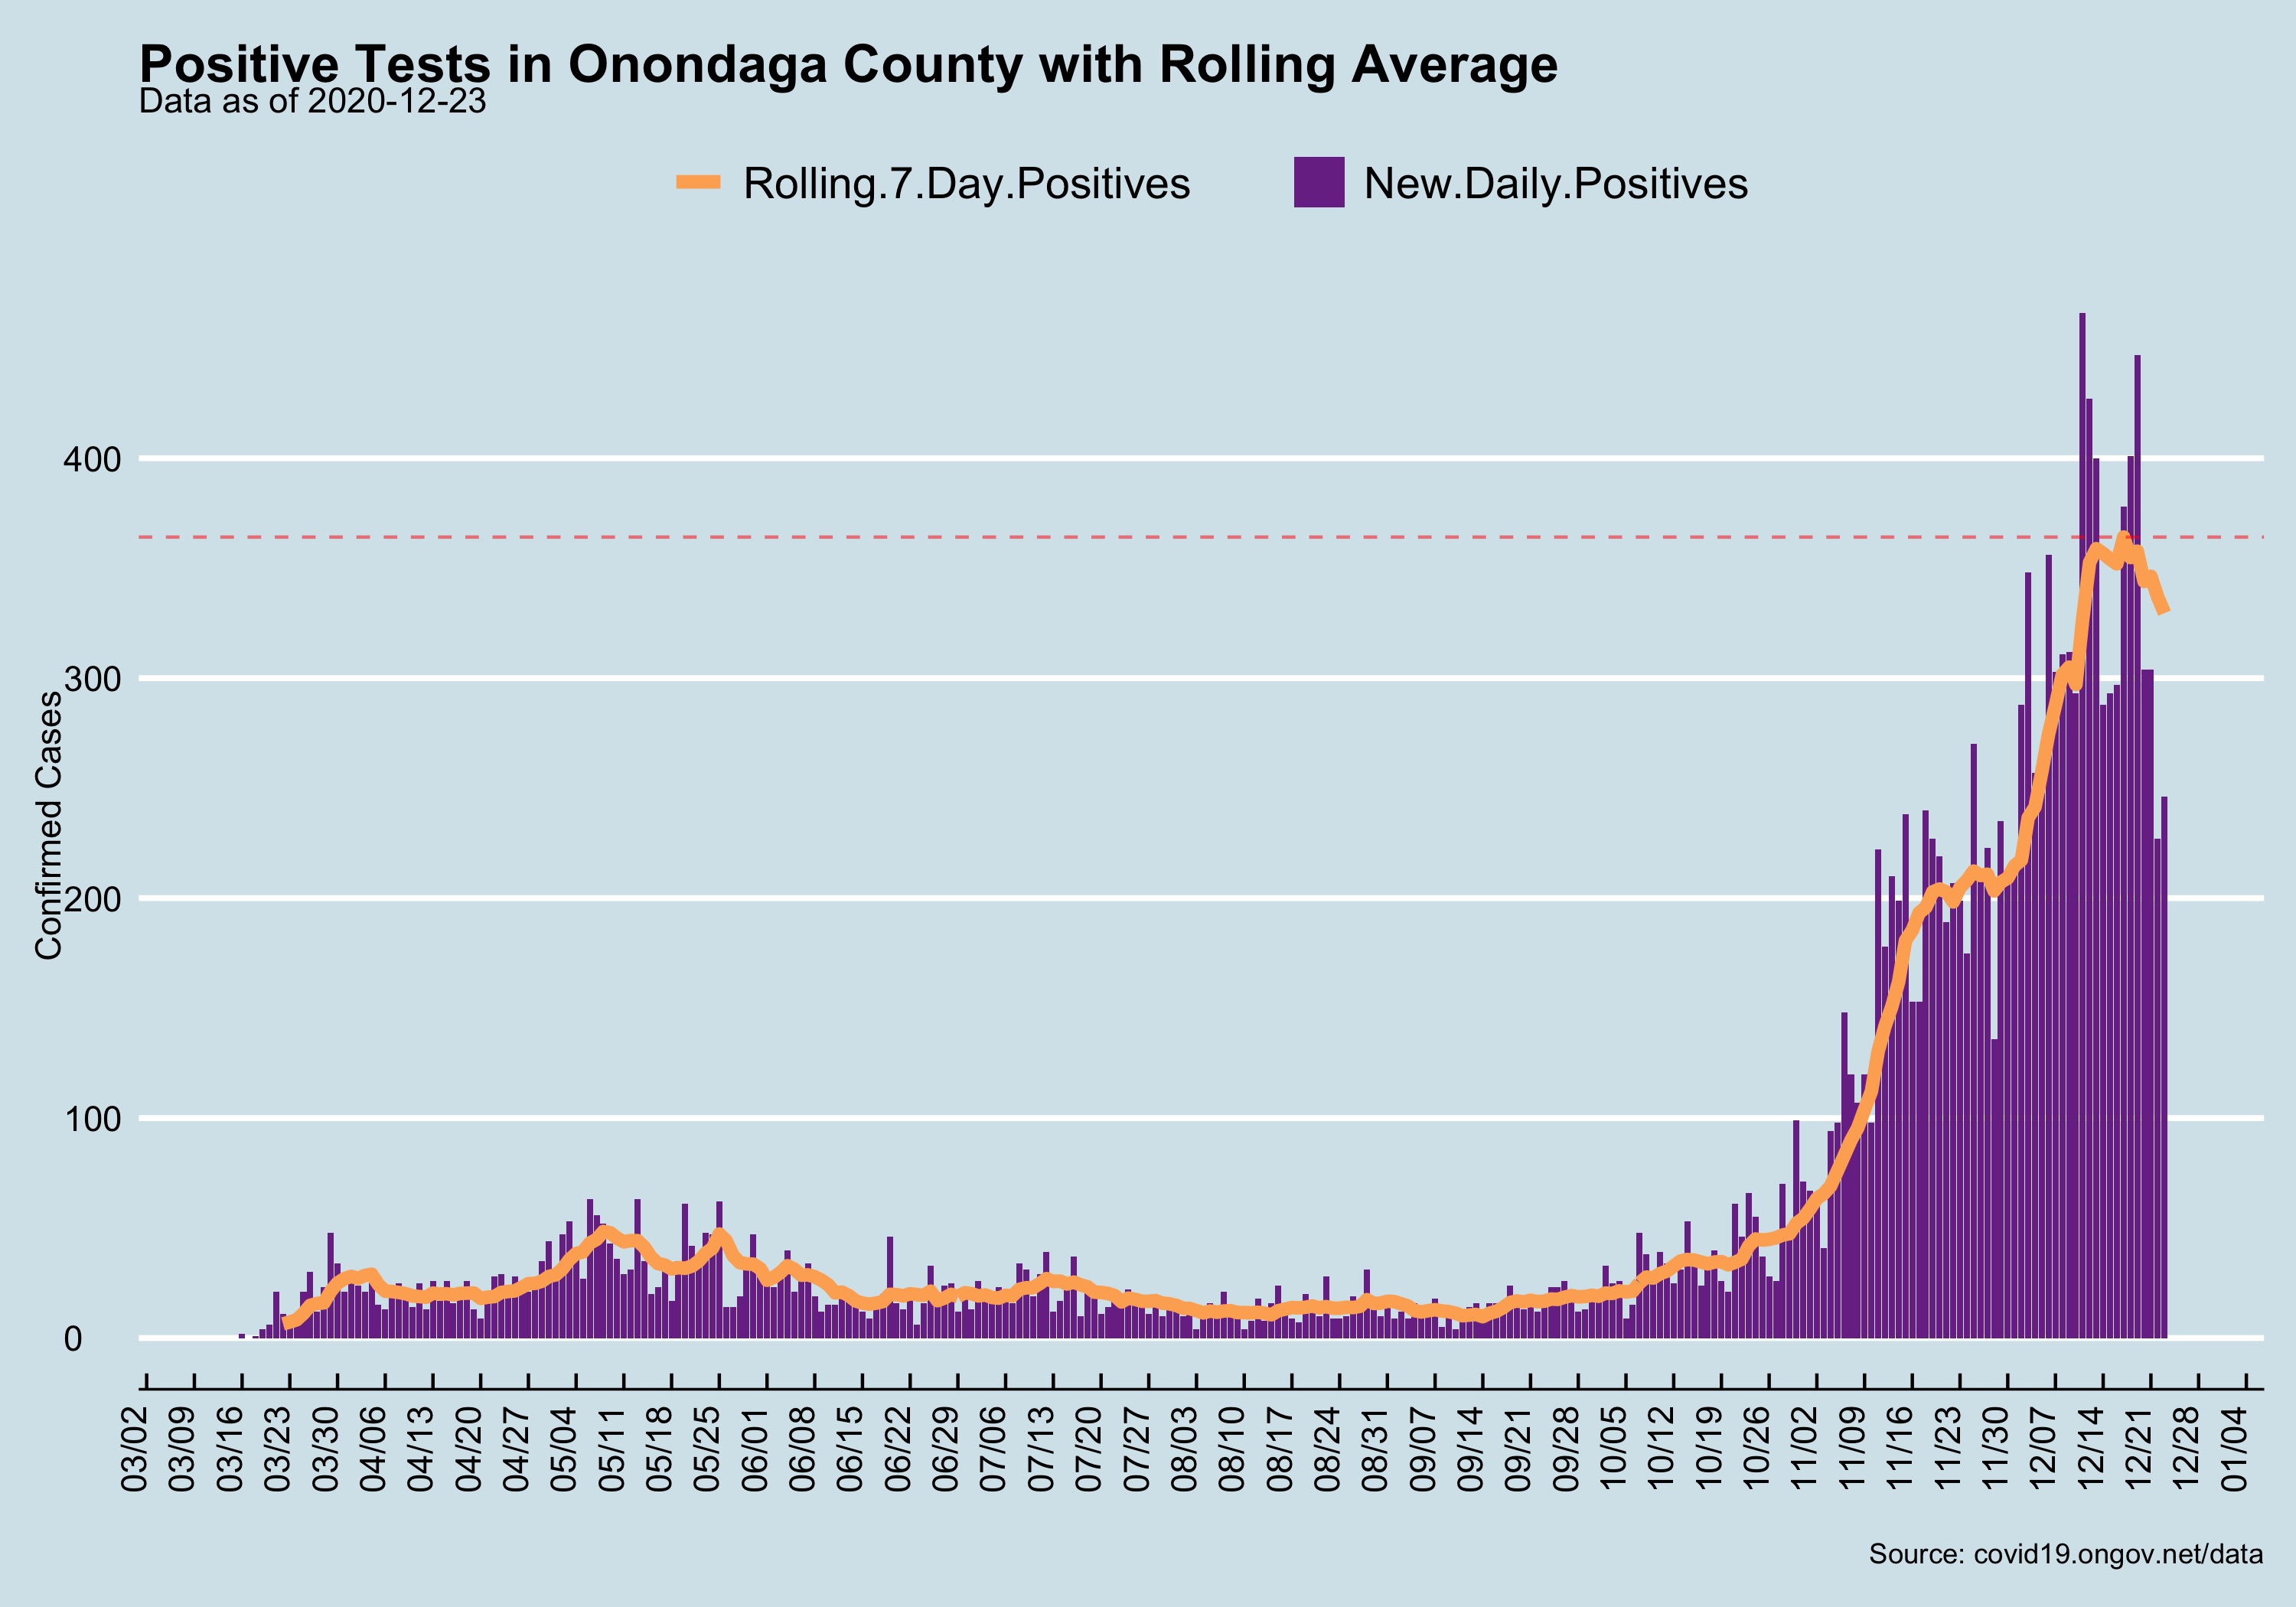 Positive Tests in Onondaga County with Rolling Average
Data as of 2020-12-23
Rolling.7.Day.Positives New.Daily.Positives
400
300
200
100
0
Confirmed Cases
03/02 03/09 03/16 03/23 03/30 04/06 04/13 04/20 04/27 05/04 05/11 05/18 05/25 06/01 06/08 06/15 06/22 06/29 07/06 07/13 07/20 07/27 08/03 08/10 08/17 08/24 08/31 09/07 09/14 09/21 09/28 10/05 10/12 10/19 10/26 11/02 11/09 11/16 11/23 11/30 12/07 12/14 12/21 12/28 01/04
Source: covid19.ongov.net/data